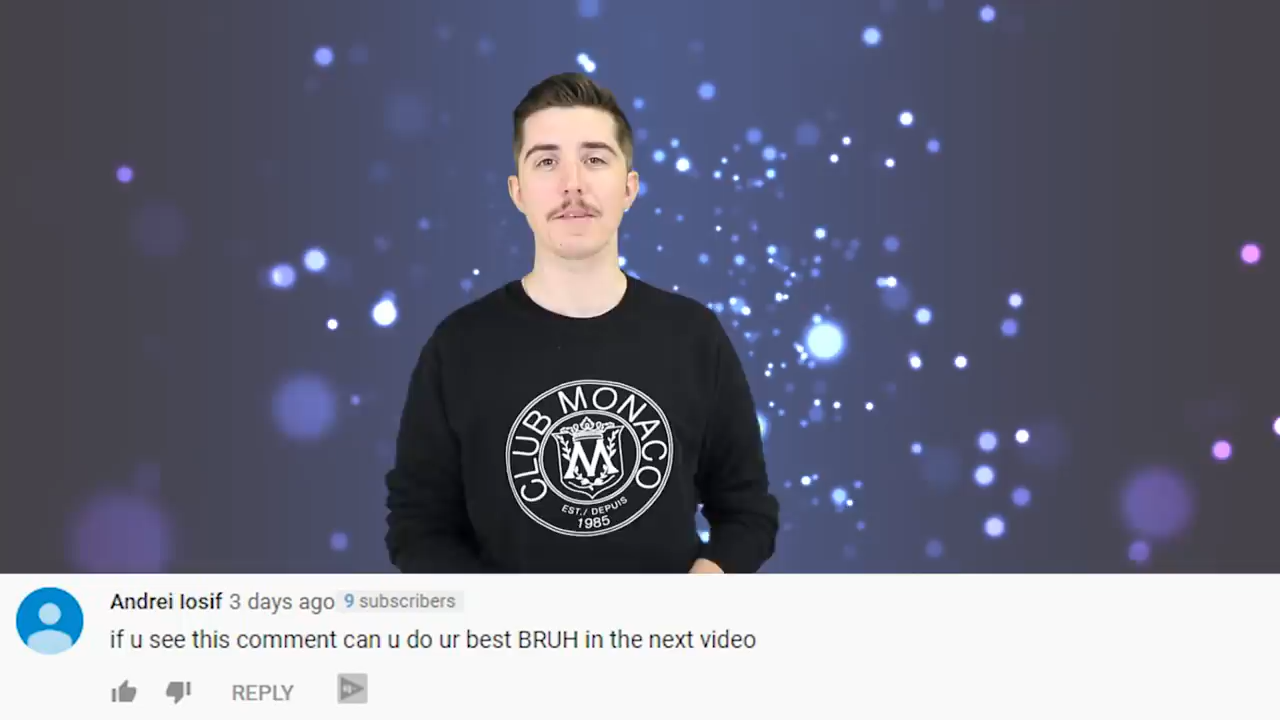 CLUB MONACO
M
EST./ DEPUIS
1985
Andrei Iosif 3 days ago 9 subscribers
if u see this comment can u do ur best BRUH in the next video
REPLY